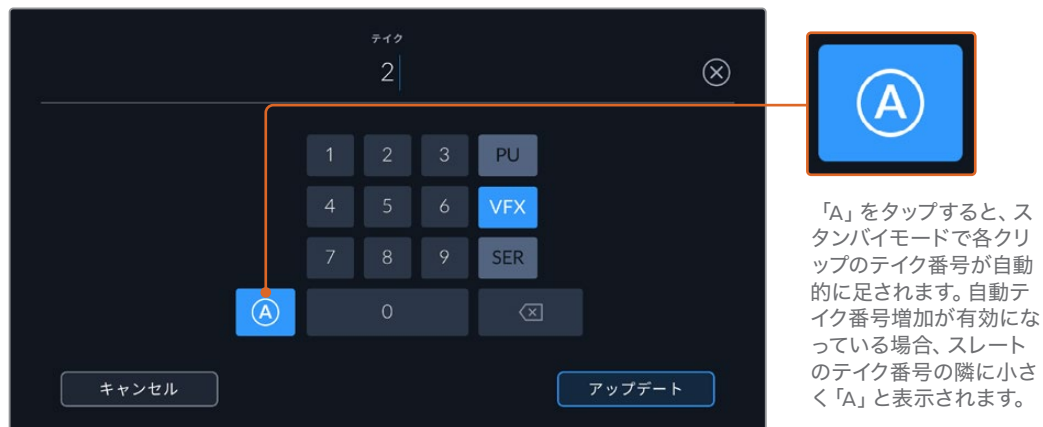 テイク
2
1 2 3 PU
4 5 6 VFX
7 8 9 SER
A 0
キャンセル
アップデート
A
「A」をタップすると、ス
タンバイモードで各クリ
ップのテイク番号が自動
的に足されます。自動テ
イク番号増加が有効にな
っている場合、スレート
のテイク番号の隣に小さ
く「A」と表示されます。